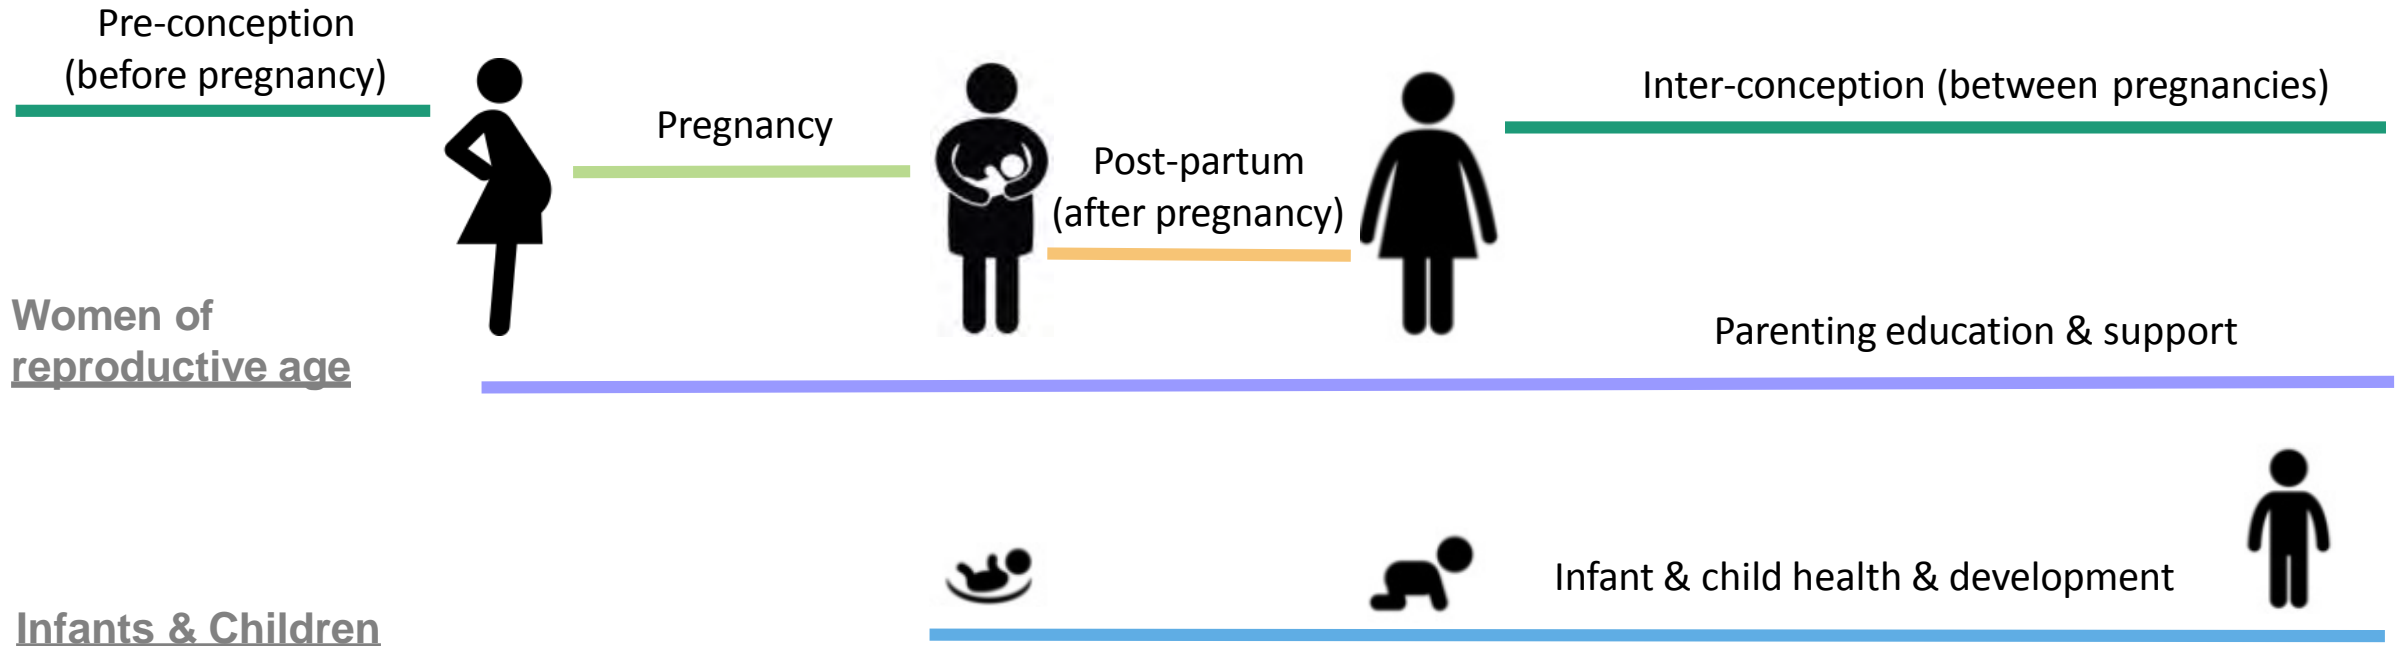 Pre-conception
(before pregnancy)
Pregnancy
Post-partum
(after pregnancy)
Inter-conception (between pregnancies)
Women of
reproductive age
Parenting education & support
Infant & child health & development
Infants & Children